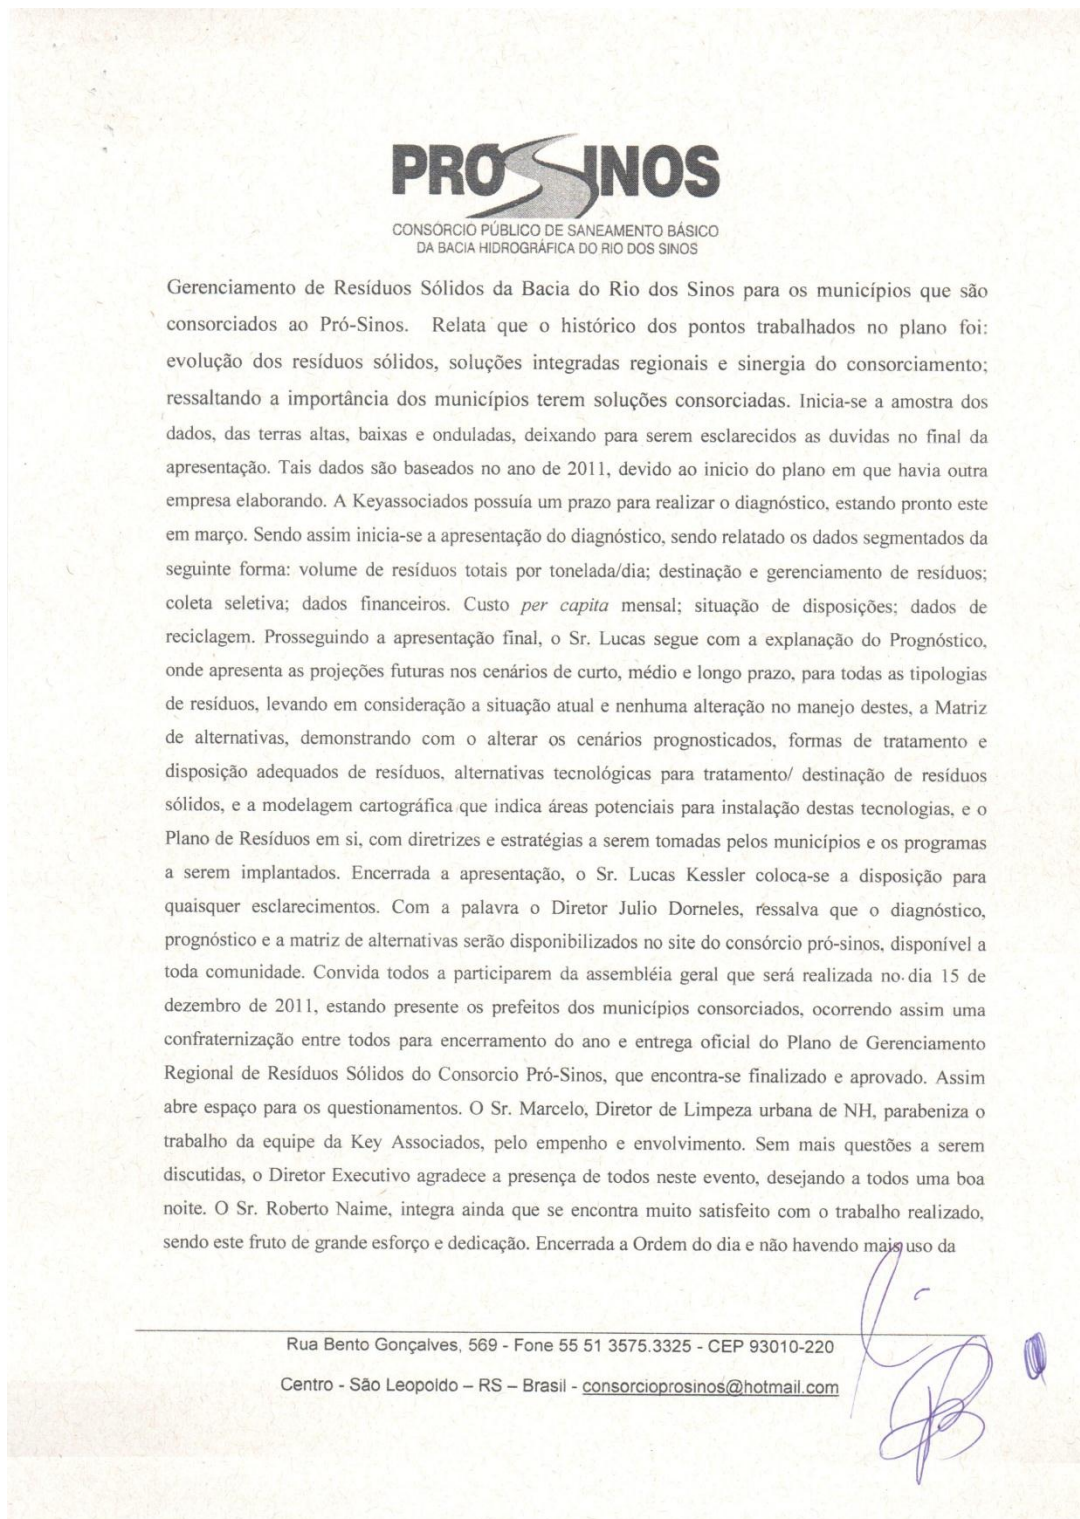 PRÓSINOS
CONSÓRCIO PÚBLICO DE SANEAMENTO BÁSICO
DA BACIA HIDROGRÁFICA DO RIO DOS SINOS
Gerenciamento de Resíduos Sólidos da Bacia do Rio dos Sinos para os municípios que são
consorciados ao Pró-Sinos. Relata que o histórico dos pontos trabalhados no plano foi:
evolução dos resíduos sólidos, soluções integradas regionais e sinergia do consorciamento;
ressaltando a importância dos municípios terem soluções consorciadas. Inicia-se a amostra dos
dados, das terras altas, baixas e onduladas, deixando para serem esclarecidos as duvidas no final da
apresentação. Tais dados são baseados no ano de 2011, devido ao inicio do plano em que havia outra
empresa elaborando. A Keyassociados possuía um prazo para realizar o diagnóstico, estando pronto este
em março. Sendo assim inicia-se a apresentação do diagnóstico, sendo relatado os dados segmentados da
seguinte forma: volume de resíduos totais por tonelada/dia; destinação e gerenciamento de resíduos;
coleta seletiva; dados financeiros. Custo per capita mensal; situação de disposições; dados de
reciclagem. Prosseguindo a apresentação final, o Sr. Lucas segue com a explanação do Prognóstico,
onde apresenta as projeções futuras nos cenários de curto, médio e longo prazo, para todas as tipologias
de resíduos, levando em consideração a situação atual e nenhuma alteração no manejo destes, a Matriz
de alternativas, demonstrando com o alterar os cenários prognosticados, formas de tratamento e
disposição adequados de resíduos, alternativas tecnológicas para tratamento/ destinação de resíduos
sólidos, e a modelagem cartográfica que indica áreas potenciais para instalação destas tecnologias, e o
Plano de Resíduos em si, com diretrizes e estratégias a serem tomadas pelos municípios e os programas
a serem implantados. Encerrada a apresentação, o Sr. Lucas Kessler coloca-se a disposição para
quaisquer esclarecimentos. Com a palavra o Diretor Julio Dorneles, ressalva que o diagnóstico,
prognóstico e a matriz de alternativas serão disponibilizados no site do consórcio pró-sinos, disponível a
toda comunidade. Convida todos a participarem da assembléia geral que será realizada no dia 15 de
dezembro de 2011, estando presente os prefeitos dos municípios consorciados, ocorrendo assim uma
confraternização entre todos para encerramento do ano e entrega oficial do Plano de Gerenciamento
Regional de Resíduos Sólidos do Consorcio Pró-Sinos, que encontra-se finalizado e aprovado. Assim
abre espaço para os questionamentos. O Sr. Marcelo, Diretor de Limpeza urbana de NH, parabeniza o
trabalho da equipe da Key Associados, pelo empenho e envolvimento. Sem mais questões a serem
discutidas, o Diretor Executivo agradece a presença de todos neste evento, desejando a todos uma boa
noite. O Sr. Roberto Naime, integra ainda que se encontra muito satisfeito com o trabalho realizado,
sendo este fruto de grande esforço e dedicação. Encerrada a Ordem do dia e não havendo mais uso da
Rua Bento Gonçalves, 569 - Fone 55 51 3575.3325 - CEP 93010-220
Centro - São Leopoldo – RS – Brasil - consorcioprosinos@hotmail.com